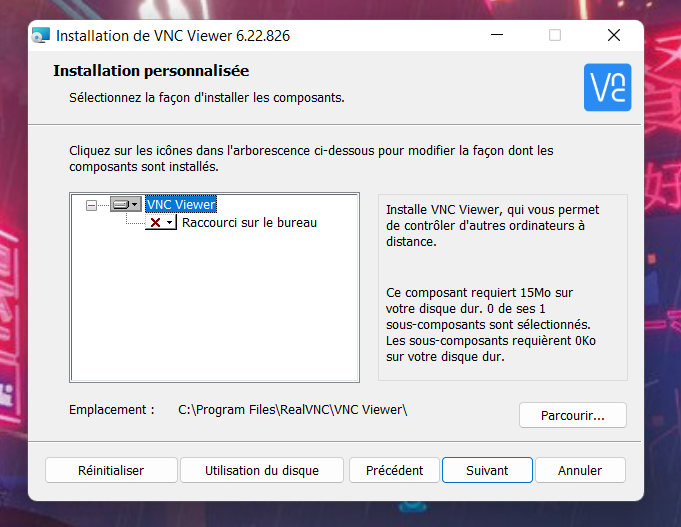 Installation de VNC Viewer 6.22.826
Installation personnalisée
Sélectionnez la façon d'installer les composants.
Cliquez sur les icônes dans l'arborescence ci-dessous pour modifier la façon dont les
composants sont installés.
VNC Viewer
Raccourci sur le bureau
Installe VNC Viewer, qui vous permet
de contrôler d'autres ordinateurs à
distance.
Ce composant requiert 15Mo sur
votre disque dur. 0 de ses 1
sous-composants sont sélectionnés.
Les sous-composants requièrent 0Ko
sur votre disque dur.
Emplacement : C:\Program Files\RealVNC\VNC Viewer\
Parcourir...
Réinitialiser Utilisation du disque Précédent Suivant Annuler